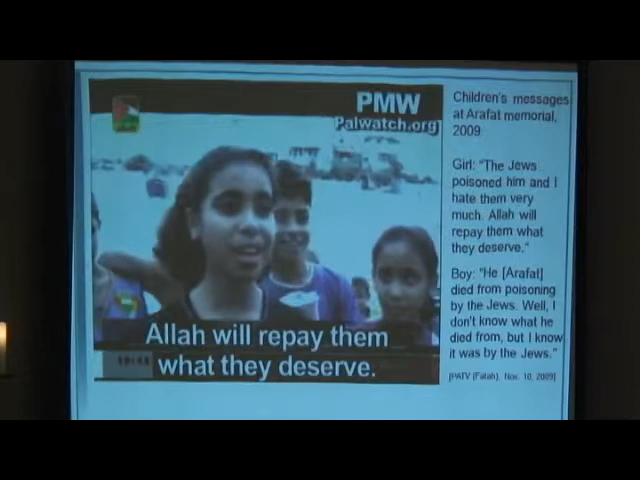 PMW
Palwatch.org
Allah will repay them
what they deserve.
Children's messages
at Arafat memorial,
2009
Girl: "The Jews
poisoned him and I
hate them very
much. Allah will
repay them what
they deserve."
Boy: "He [Arafat]
died from poisoning
by the Jews. Well, I
don't know what he
died from, but I know
it was by the Jews."
[PATV (Fatah), Nov. 10, 2009]